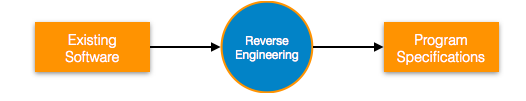 Existing
Software
Reverse
Engineering
Program
Specifications